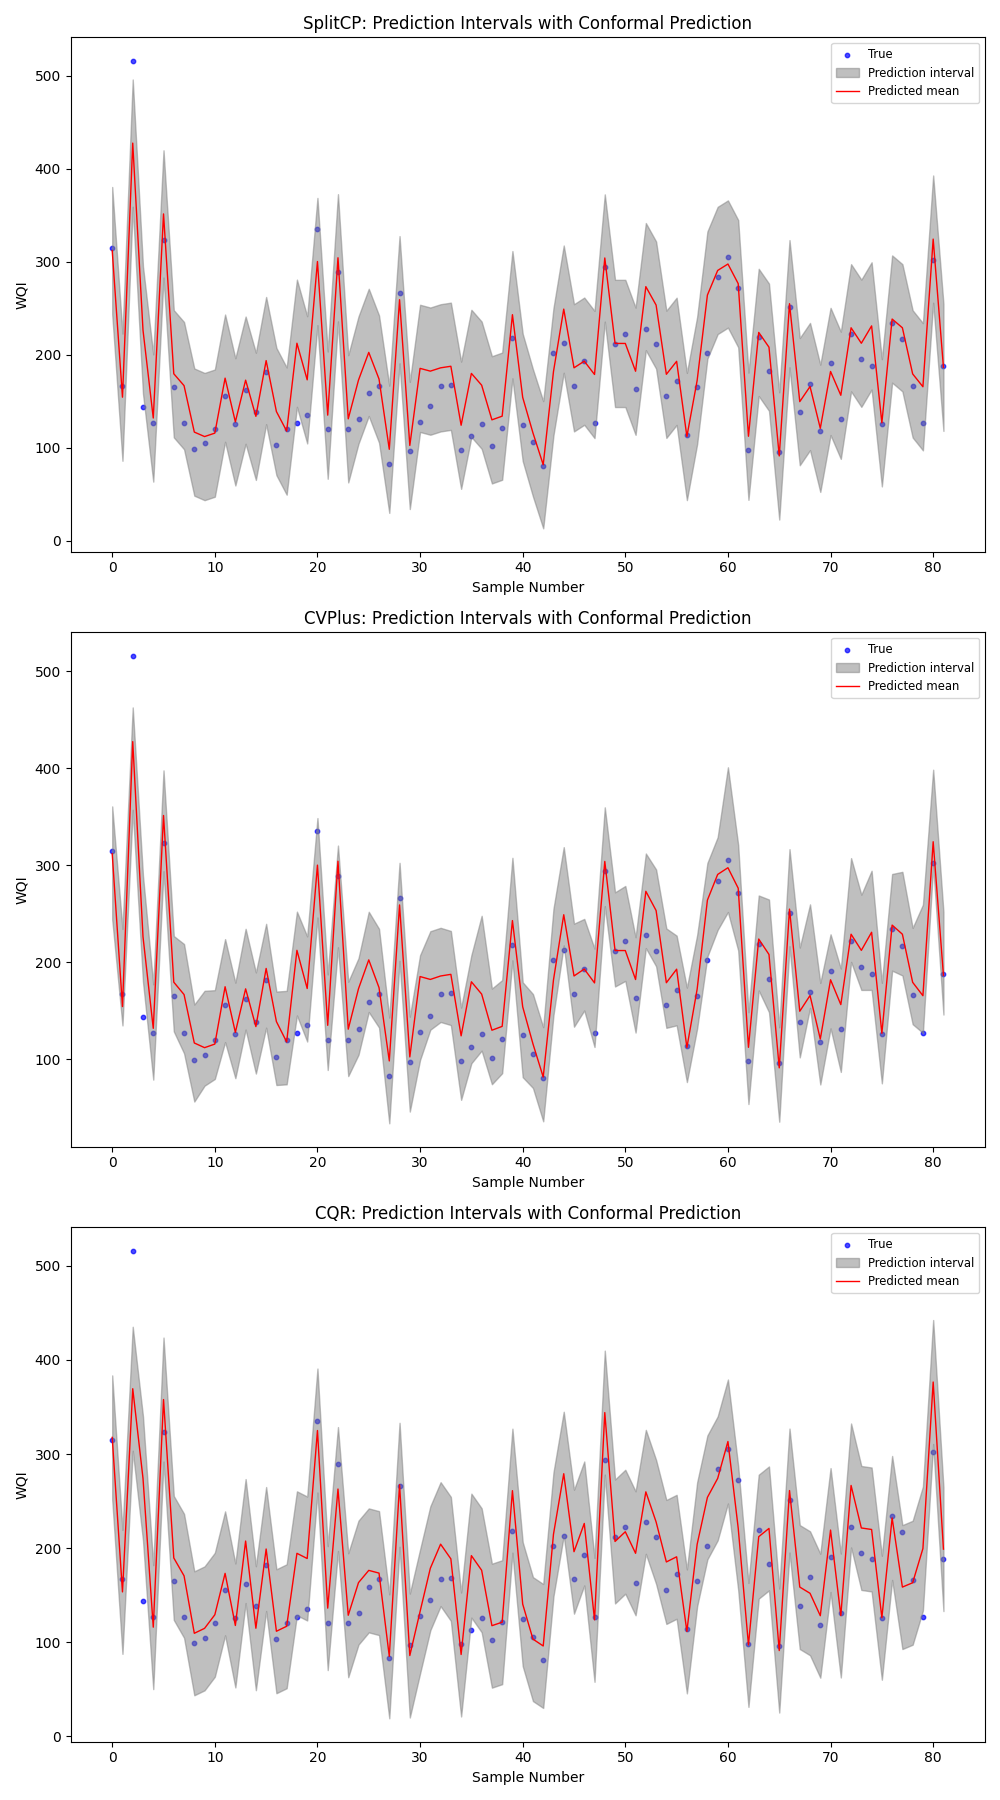 SplitCP: Prediction Intervals with Conformal Prediction
True
Prediction interval
Predicted mean
500
400
300
200
100
0
WQI
0 10 20 30 40 50 60 70 80
Sample Number
CVPlus: Prediction Intervals with Conformal Prediction
True
Prediction interval
Predicted mean
500
400
300
200
100
WQI
0 10 20 30 40 50 60 70 80
Sample Number
CQR: Prediction Intervals with Conformal Prediction
True
Prediction interval
Predicted mean
500
400
300
200
100
0
WQI
0 10 20 30 40 50 60 70 80
Sample Number